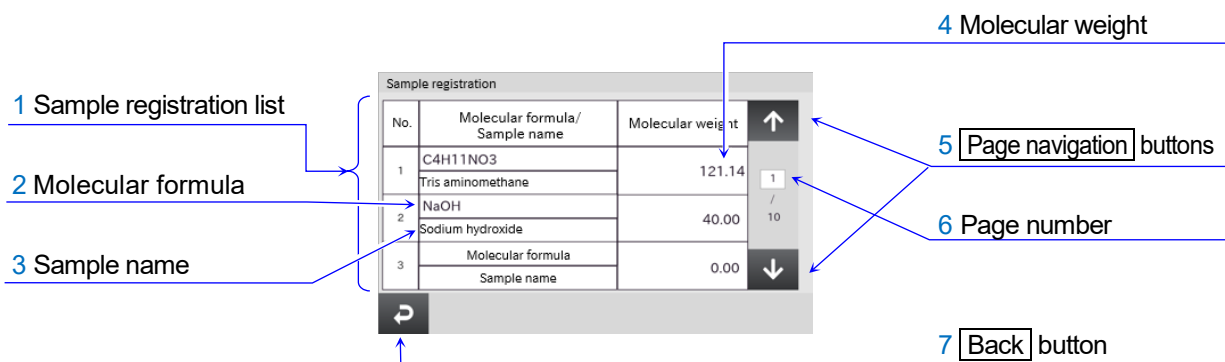 4 Molecular weight
Sample registration
1 Sample registration list
No.
Molecular formula/
Sample name
Molecular weight
5 Page navigation buttons
1
C4H11NO3
Tris aminomethane
121.14
1
/
10
2 Molecular formula
2
NaOH
Sodium hydroxide
40.00
6 Page number
3 Sample name
3
Molecular formula
Sample name
0.00
7 Back button